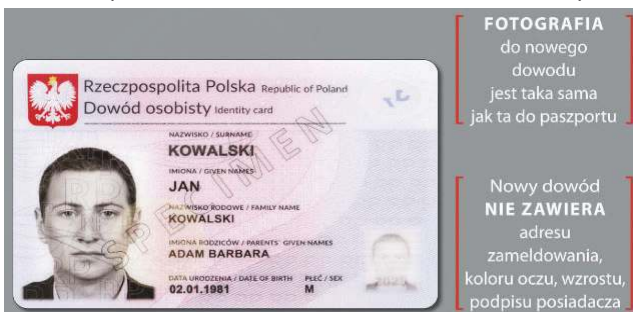 Rzeczpospolita Polska Republic of Poland
Dowód osobisty Identity card
NAZWISKO / SURNAME
KOWALSKI
IMIONA / GIVEN NAMES
JAN
NAZWISKO RODOWE / FAMILY NAME
KOWALSKI
IMIONA RODZICÓW / PARENTS' GIVEN NAMES
ADAM BARBARA
DATA URODZENIA / DATE OF BIRTH PŁEĆ / SEX
02.01.1981 M
SPECIMEN
FOTOGRAFIA
do nowego
dowodu
jest taka sama
jak ta do paszportu
Nowy dowód
NIE ZAWIERA
adresu
zameldowania,
koloru oczu, wzrostu,
podpisu posiadacza